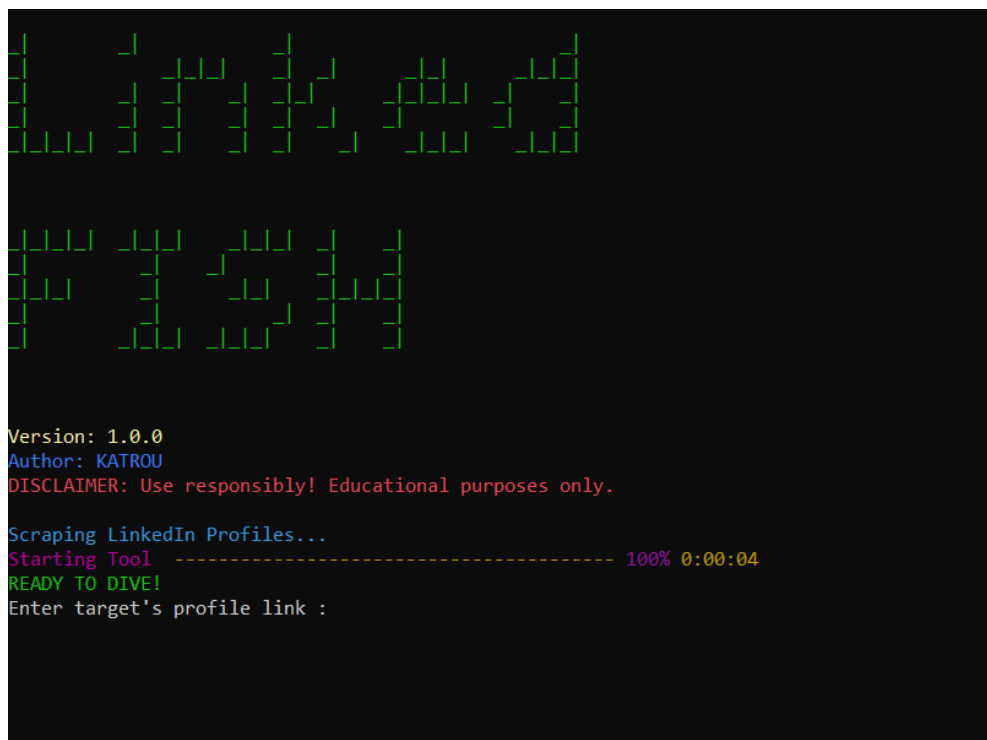 Linked
FISH
Version: 1.0.0
Author: KATROU
DISCLAIMER: Use responsibly! Educational purposes only.
Scraping LinkedIn Profiles...
Starting Tool ---------------------------------------- 100% 0:00:04
READY TO DIVE!
Enter target's profile link :